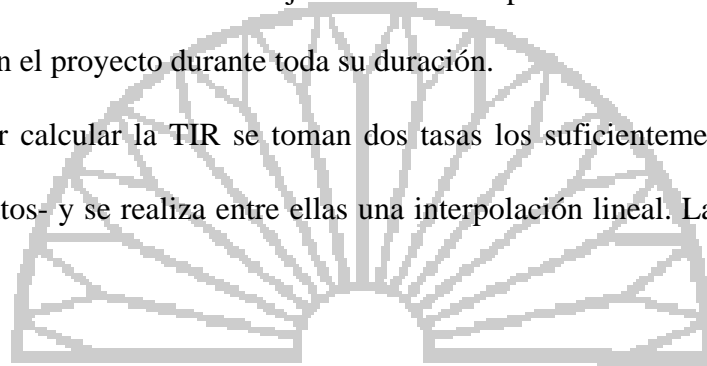 n el proyecto durante toda su duración.
r calcular la TIR se toman dos tasas los suficienteme
tos- y se realiza entre ellas una interpolación lineal. La